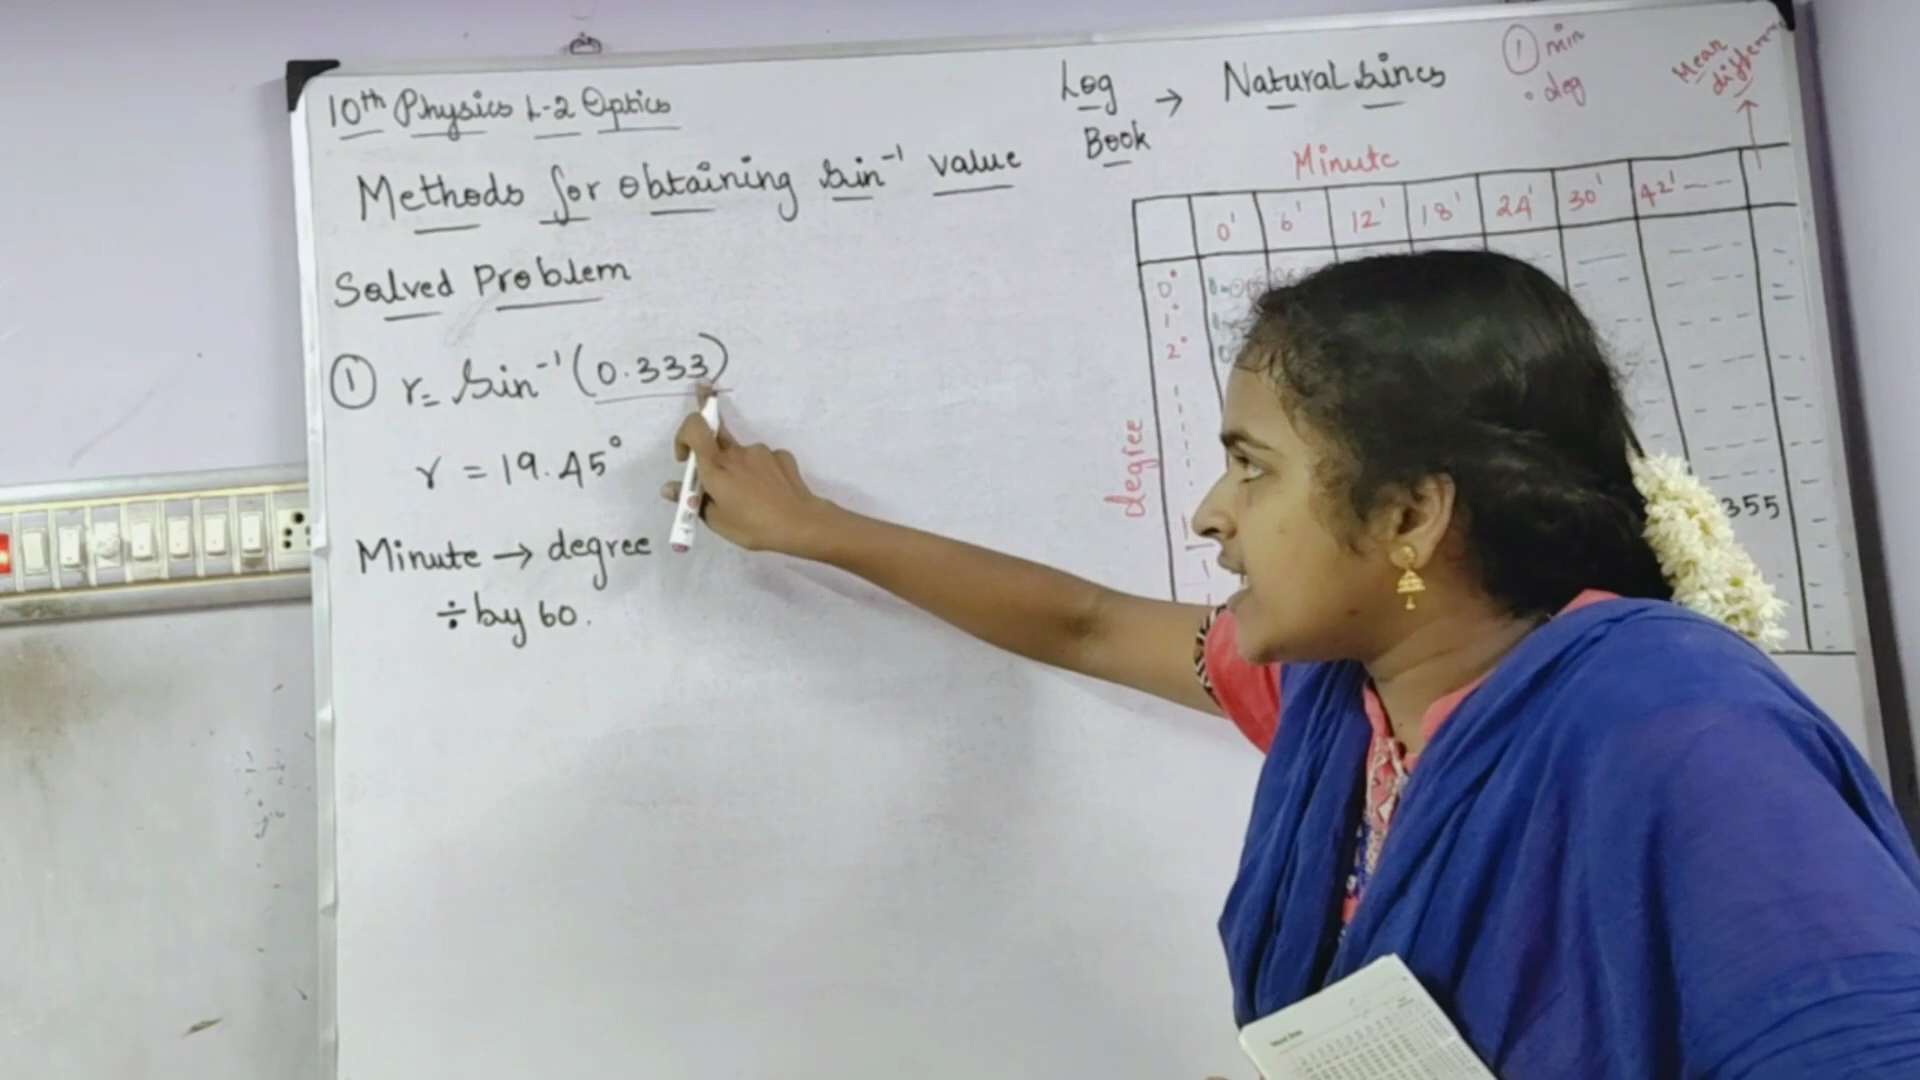 10th Physics L-2 Optics
Methods for obtaining sin⁻¹ value
Solved Problem
① r = Sin⁻¹(0.333)
r = 19.45°
Minute → degree
÷ by 60.
Log Book → Natural Sines
① min
• deg
Mean differen
Minute
0' 6' 12' 18' 24' 30' 42' ---
0°
1°
2°
degree
355